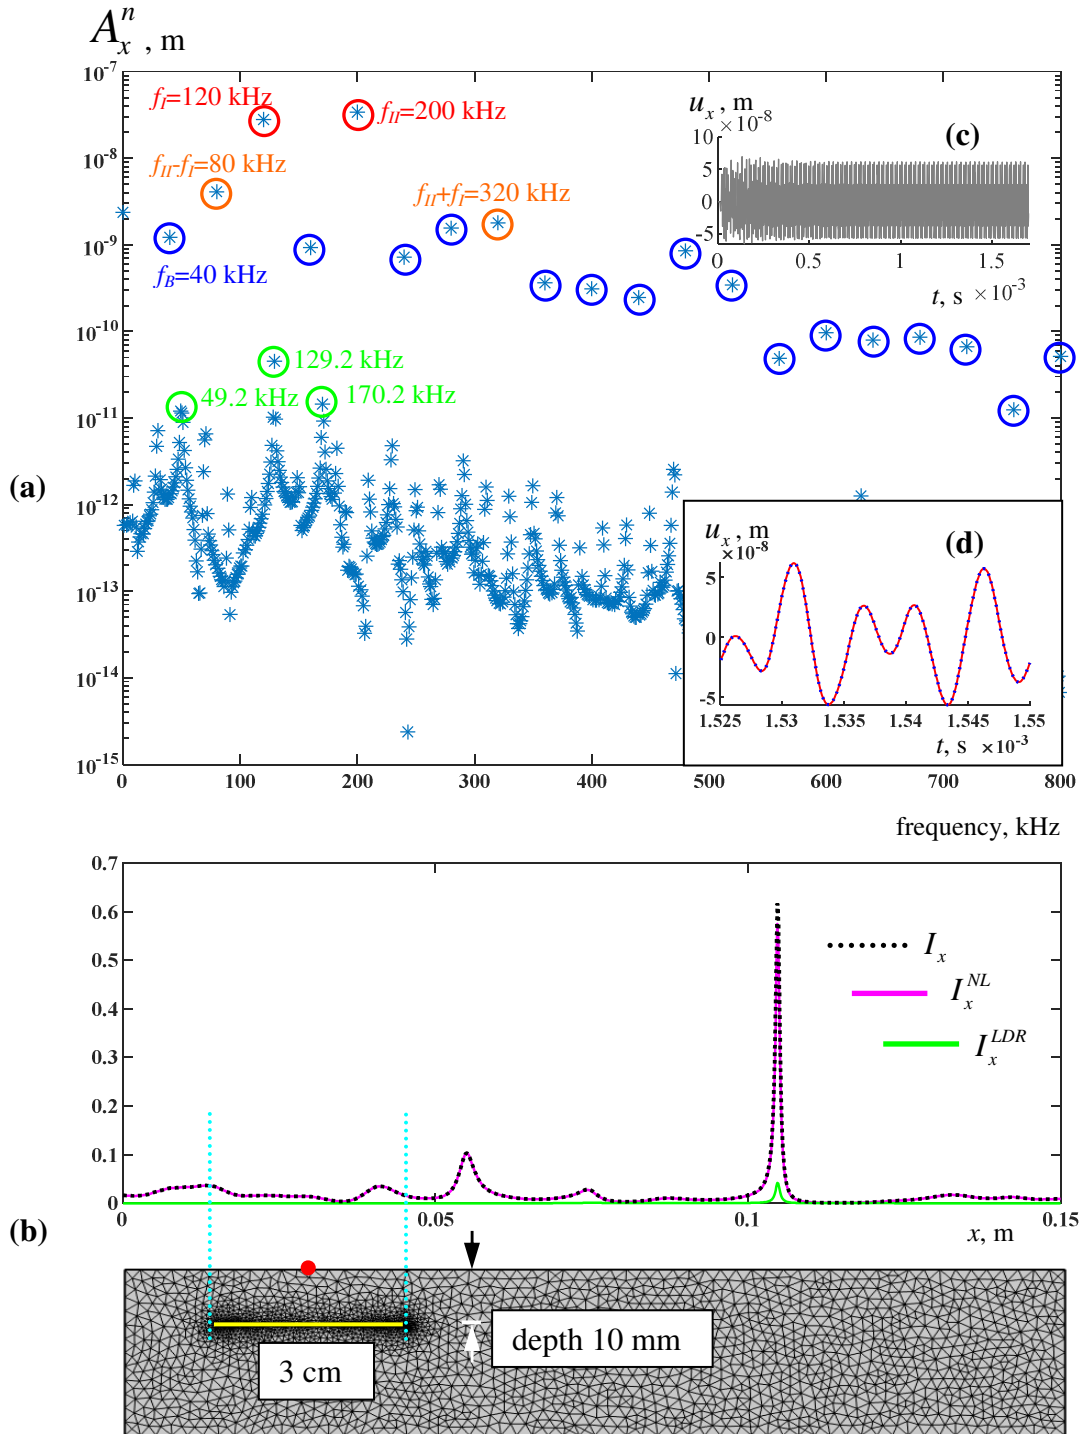 A_x^n , m
10^-7
10^-8
10^-9
10^-10
10^-11
10^-12
10^-13
10^-14
10^-15
f_I=120 kHz
f_II=200 kHz
f_II-f_I=80 kHz
f_II+f_I=320 kHz
f_B=40 kHz
129.2 kHz
49.2 kHz
170.2 kHz
(a)
u_x, m
(c)
10 ×10^-8
5
0
-5
0 0.5 1 1.5
t, s ×10^-3
u_x, m
(d)
×10^-8
5
0
-5
1.525 1.53 1.535 1.54 1.545 1.55
t, s ×10^-3
0 100 200 300 400 500 600 700 800
frequency, kHz
0.7
0.6
0.5
0.4
0.3
0.2
0.1
0
I_x
I_x^NL
I_x^LDR
0 0.05 0.1 0.15
x, m
(b)
depth 10 mm
3 cm